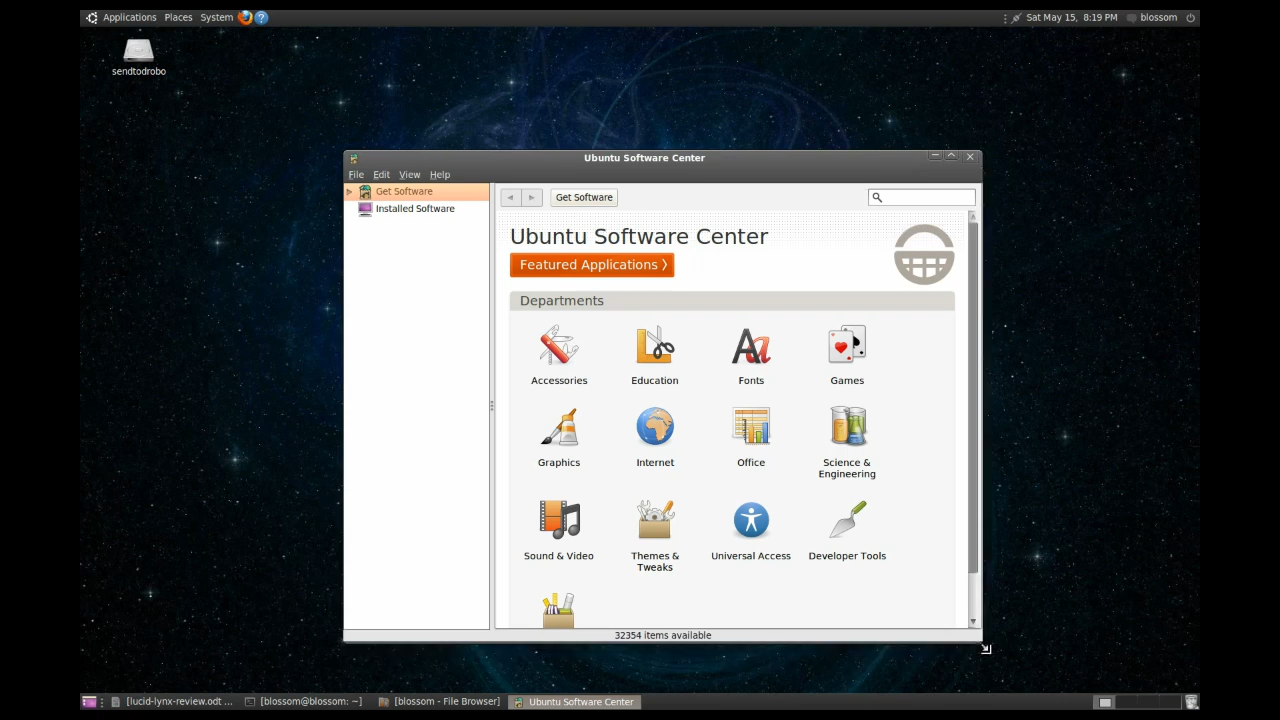 Applications Places System ? Sat May 15, 8:19 PM blossom
sendtodrobo
Ubuntu Software Center
File Edit View Help
Get Software
Installed Software
Get Software
Ubuntu Software Center
Featured Applications ⟩
Departments
Accessories Education Fonts Games
Graphics Internet Office Science &
Engineering
Sound & Video Themes & Universal Access Developer Tools
Tweaks
32354 items available
[lucid-lynx-review.odt ... [blossom@blossom: ~] [blossom - File Browser] Ubuntu Software Center